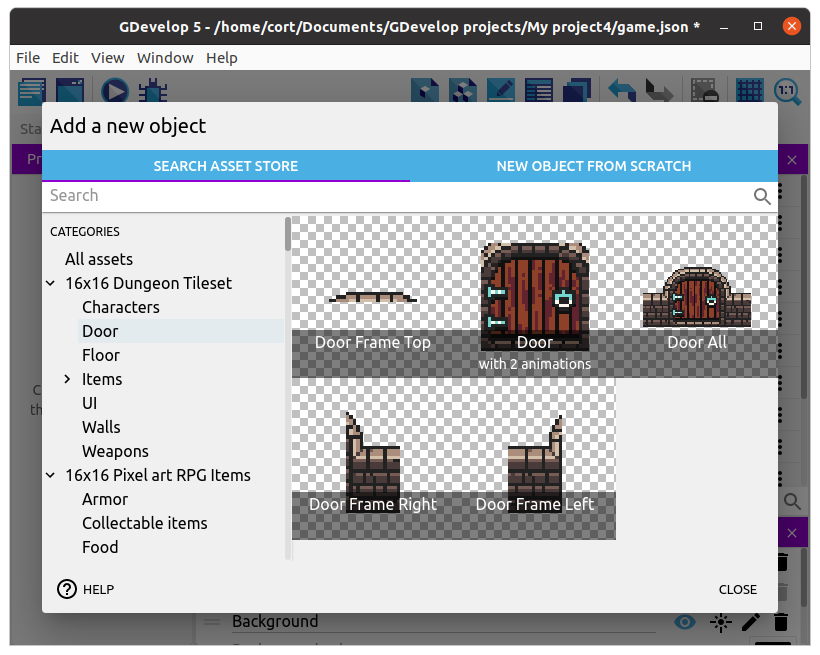 GDevelop 5 - /home/cort/Documents/GDevelop projects/My project4/game.json *
File Edit View Window Help
1:1
Sta
Add a new object
Pr
SEARCH ASSET STORE NEW OBJECT FROM SCRATCH
Search
CATEGORIES
All assets
16x16 Dungeon Tileset
Characters
Door
Floor
Items
UI
Walls
Weapons
16x16 Pixel art RPG Items
Armor
Collectable items
Food
Door Frame Top
Door
with 2 animations
Door All
Door Frame Right
Door Frame Left
C
th
? HELP
CLOSE
Background